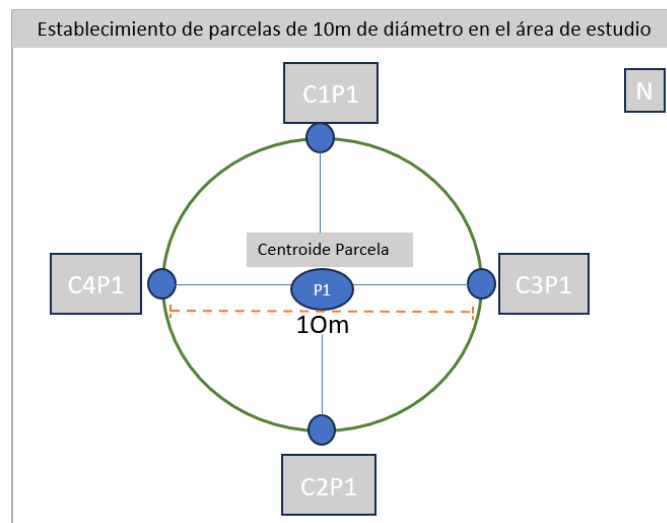 Establecimiento de parcelas de 10m de diámetro en el área de estudio
C1P1
N
Centroide Parcela
C4P1
P1
C3P1
1Om
C2P1